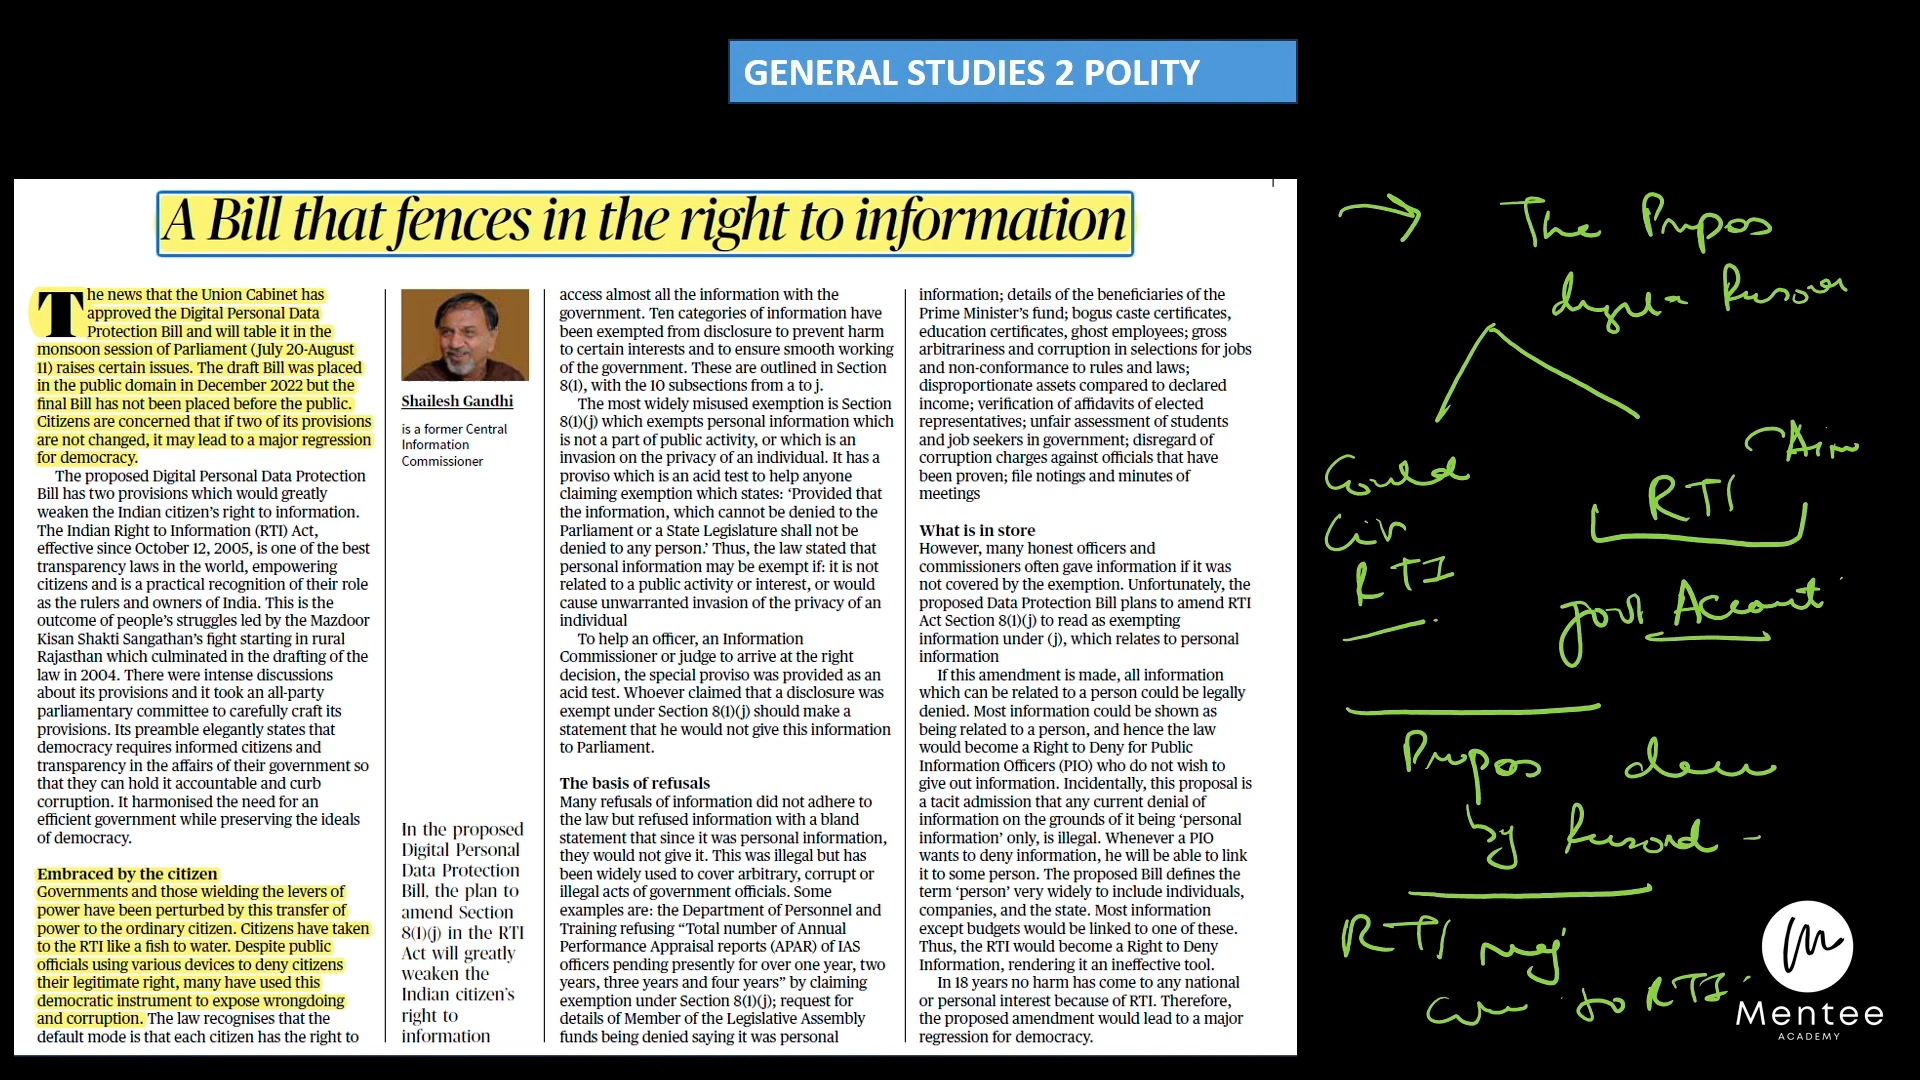 GENERAL STUDIES 2 POLITY
A Bill that fences in the right to information
The news that the Union Cabinet has
approved the Digital Personal Data
Protection Bill and will table it in the
monsoon session of Parliament (July 20-August
11) raises certain issues. The draft Bill was placed
in the public domain in December 2022 but the
final Bill has not been placed before the public.
Citizens are concerned that if two of its provisions
are not changed, it may lead to a major regression
for democracy.
The proposed Digital Personal Data Protection
Bill has two provisions which would greatly
weaken the Indian citizen's right to information.
The Indian Right to Information (RTI) Act,
effective since October 12, 2005, is one of the best
transparency laws in the world, empowering
citizens and is a practical recognition of their role
as the rulers and owners of India. This is the
outcome of people's struggles led by the Mazdoor
Kisan Shakti Sangathan's fight starting in rural
Rajasthan which culminated in the drafting of the
law in 2004. There were intense discussions
about its provisions and it took an all-party
parliamentary committee to carefully craft its
provisions. Its preamble elegantly states that
democracy requires informed citizens and
transparency in the affairs of their government so
that they can hold it accountable and curb
corruption. It harmonised the need for an
efficient government while preserving the ideals
of democracy.
Embraced by the citizen
Governments and those wielding the levers of
power have been perturbed by this transfer of
power to the ordinary citizen. Citizens have taken
to the RTI like a fish to water. Despite public
officials using various devices to deny citizens
their legitimate right, many have used this
democratic instrument to expose wrongdoing
and corruption. The law recognises that the
default mode is that each citizen has the right to
Shailesh Gandhi
is a former Central
Information
Commissioner
In the proposed
Digital Personal
Data Protection
Bill, the plan to
amend Section
8(1)(j) in the RTI
Act will greatly
weaken the
Indian citizen's
right to
information
access almost all the information with the
government. Ten categories of information have
been exempted from disclosure to prevent harm
to certain interests and to ensure smooth working
of the government. These are outlined in Section
8(1), with the 10 subsections from a to j.
The most widely misused exemption is Section
8(1)(j) which exempts personal information which
is not a part of public activity, or which is an
invasion on the privacy of an individual. It has a
proviso which is an acid test to help anyone
claiming exemption which states: 'Provided that
the information, which cannot be denied to the
Parliament or a State Legislature shall not be
denied to any person.' Thus, the law stated that
personal information may be exempt if: it is not
related to a public activity or interest, or would
cause unwarranted invasion of the privacy of an
individual
To help an officer, an Information
Commissioner or judge to arrive at the right
decision, the special proviso was provided as an
acid test. Whoever claimed that a disclosure was
exempt under Section 8(1)(j) should make a
statement that he would not give this information
to Parliament.
The basis of refusals
Many refusals of information did not adhere to
the law but refused information with a bland
statement that since it was personal information,
they would not give it. This was illegal but has
been widely used to cover arbitrary, corrupt or
illegal acts of government officials. Some
examples are: the Department of Personnel and
Training refusing “Total number of Annual
Performance Appraisal reports (APAR) of IAS
officers pending presently for over one year, two
years, three years and four years” by claiming
exemption under Section 8(1)(j); request for
details of Member of the Legislative Assembly
funds being denied saying it was personal
information; details of the beneficiaries of the
Prime Minister's fund; bogus caste certificates,
education certificates, ghost employees; gross
arbitrariness and corruption in selections for jobs
and non-conformance to rules and laws;
disproportionate assets compared to declared
income; verification of affidavits of elected
representatives; unfair assessment of students
and job seekers in government; disregard of
corruption charges against officials that have
been proven; file notings and minutes of
meetings
What is in store
However, many honest officers and
commissioners often gave information if it was
not covered by the exemption. Unfortunately, the
proposed Data Protection Bill plans to amend RTI
Act Section 8(1)(j) to read as exempting
information under (j), which relates to personal
information
If this amendment is made, all information
which can be related to a person could be legally
denied. Most information could be shown as
being related to a person, and hence the law
would become a Right to Deny for Public
Information Officers (PIO) who do not wish to
give out information. Incidentally, this proposal is
a tacit admission that any current denial of
information on the grounds of it being 'personal
information' only, is illegal. Whenever a PIO
wants to deny information, he will be able to link
it to some person. The proposed Bill defines the
term 'person' very widely to include individuals,
companies, and the state. Most information
except budgets would be linked to one of these.
Thus, the RTI would become a Right to Deny
Information, rendering it an ineffective tool.
In 18 years no harm has come to any national
or personal interest because of RTI. Therefore,
the proposed amendment would lead to a major
regression for democracy.
The Propos
Could
RTI
Aim
RTI
Account
Propos
by
RTI
to RTI
Mentee
ACADEMY